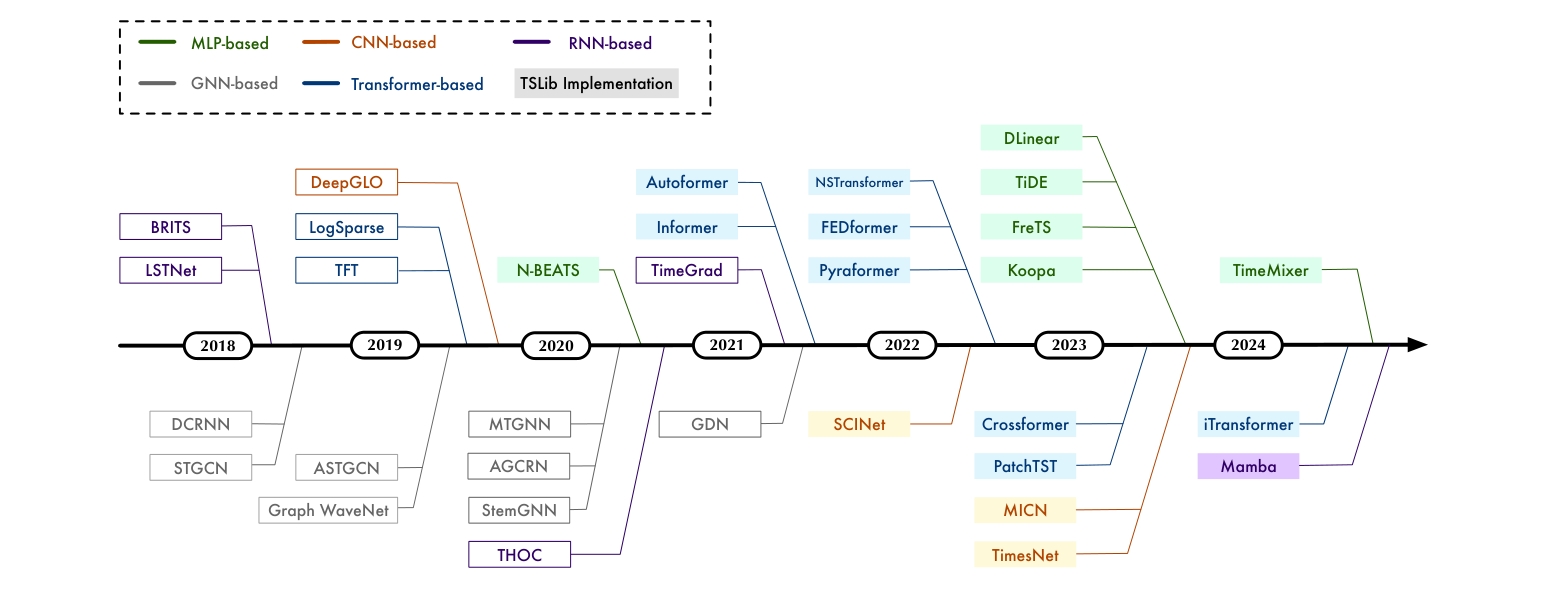 MLP-based
CNN-based
RNN-based
GNN-based
Transformer-based
TSLib Implementation
DLinear
DeepGLO
Autoformer
NSTransformer
TiDE
BRITS
LogSparse
Informer
FEDformer
FreTS
LSTNet
TFT
N-BEATS
TimeGrad
Pyraformer
Koopa
TimeMixer
2018
2019
2020
2021
2022
2023
2024
DCRNN
MTGNN
GDN
SCINet
Crossformer
iTransformer
STGCN
ASTGCN
AGCRN
PatchTST
Mamba
Graph WaveNet
StemGNN
MICN
THOC
TimesNet